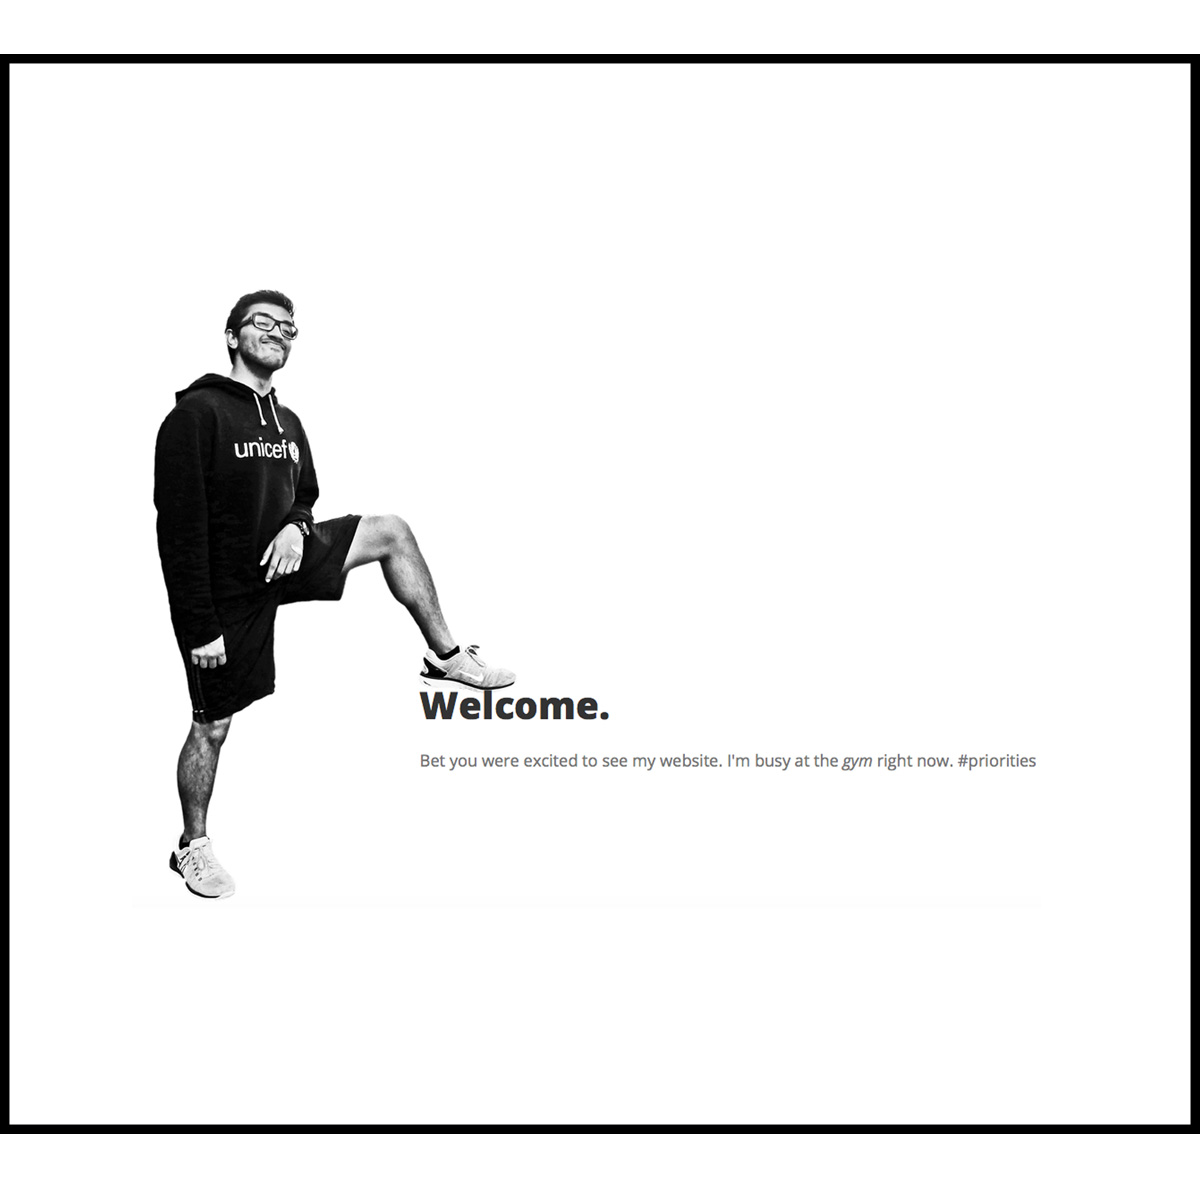 unicef
Welcome.
Bet you were excited to see my website. I'm busy at the gym right now. #priorities